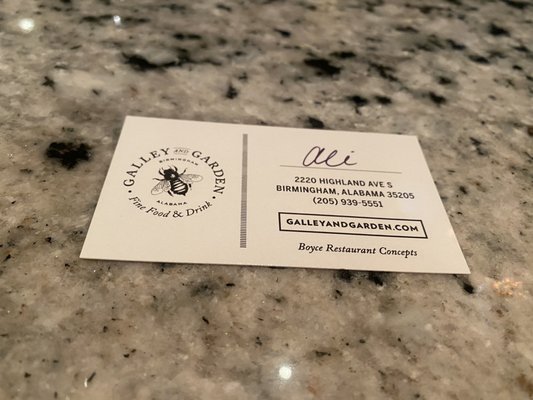 GALLEY AND GARDEN
BIRMINGHAM
ALABAMA
Fine Food & Drink
Ali
2220 HIGHLAND AVE S
BIRMINGHAM, ALABAMA 35205
(205) 939-5551
GALLEYANDGARDEN.COM
Boyce Restaurant Concepts